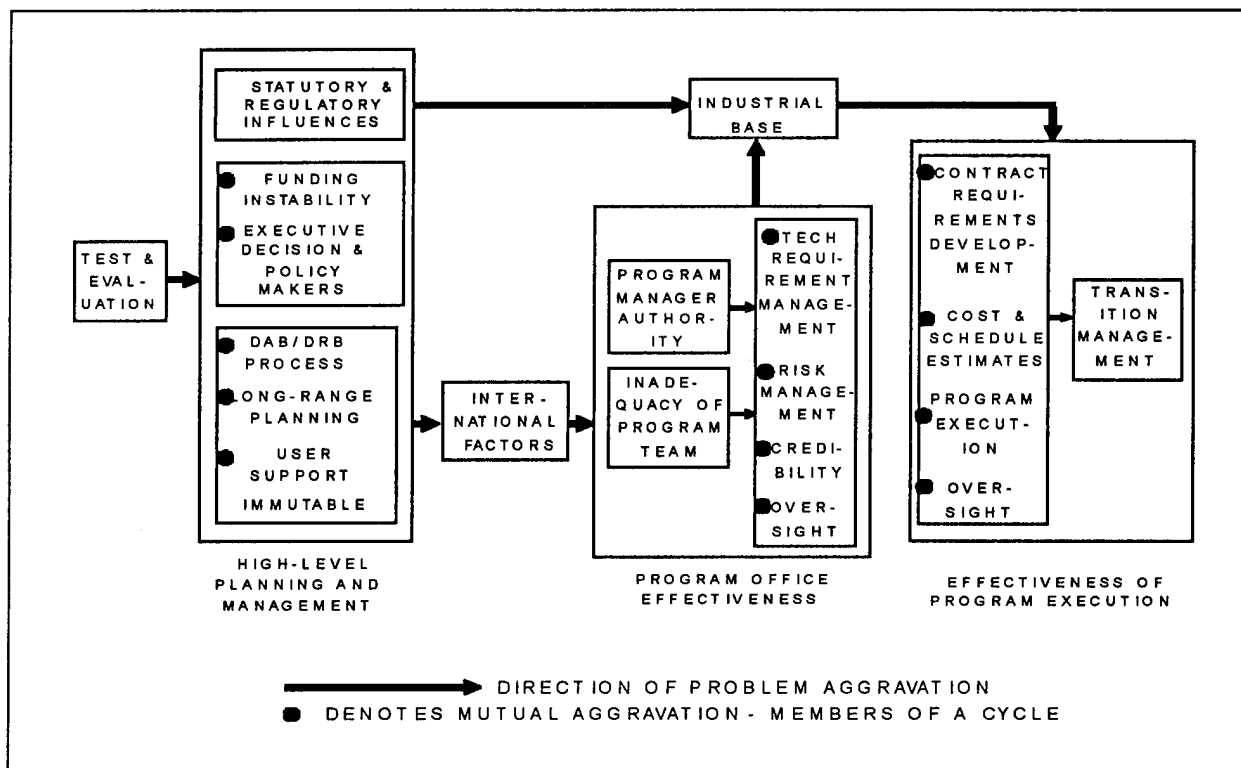 STATUTORY &
REGULATORY
INFLUENCES
FUNDING
INSTABILITY
EXECUTIVE
DECISION &
POLICY
MAKERS
DAB/DRB
PROCESS
LONG-RANGE
PLANNING
USER
SUPPORT
IMMUTABLE
HIGH-LEVEL
PLANNING AND
MANAGEMENT
TEST &
EVAL-
UATION
INTER-
NATIONAL
FACTORS
INDUSTRIAL
BASE
PROGRAM
MANAGER
AUTHOR-
ITY
INADE-
QUACY OF
PROGRAM
TEAM
TECH
REQUIRE-
MENT
MANAGE-
MENT
RISK
MANAGE-
MENT
CREDI-
BILITY
OVER-
SIGHT
PROGRAM OFFICE
EFFECTIVENESS
CONTRACT
REQUI-
REMENTS
DEVELOP-
MENT
COST &
SCHEDULE
ESTIMATES
PROGRAM
EXECUT-
ION
OVER-
SIGHT
TRANS-
ITION
MANAGE-
MENT
EFFECTIVENESS OF
PROGRAM EXECUTION
DIRECTION OF PROBLEM AGGRAVATION
DENOTES MUTUAL AGGRAVATION - MEMBERS OF A CYCLE